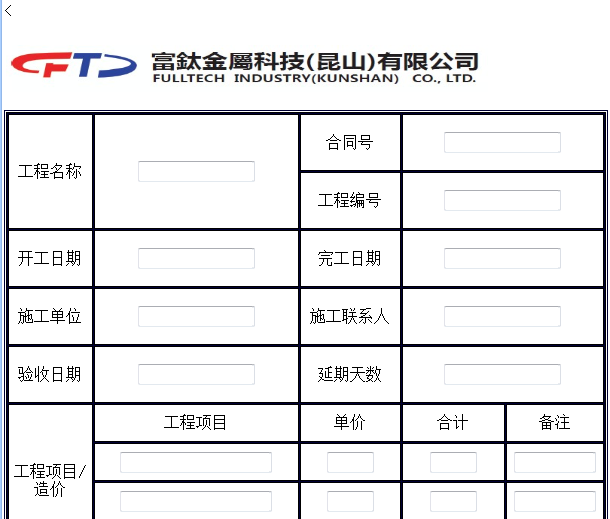 FTD
富鈦金屬科技(昆山)有限公司
FULLTECH INDUSTRY(KUNSHAN) CO., LTD.
工程名称
合同号
工程编号
开工日期
完工日期
施工单位
施工联系人
验收日期
延期天数
工程项目/
造价
工程项目
单价
合计
备注